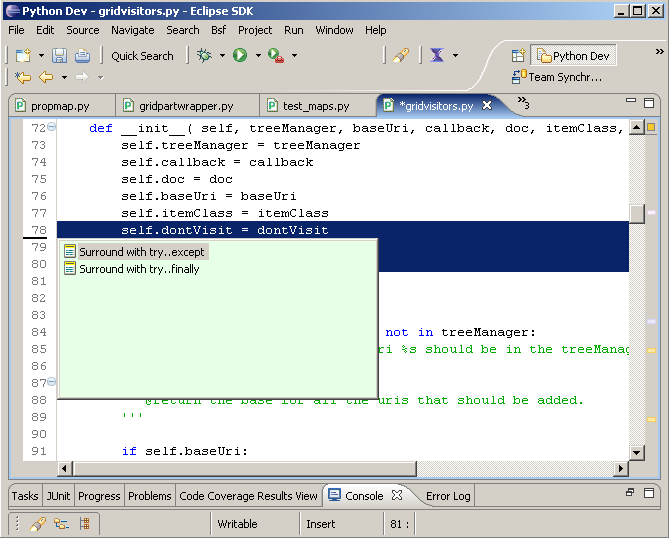 Python Dev - gridvisitors.py - Eclipse SDK
File Edit Source Navigate Search Bsf Project Run Window Help
Quick Search Python Dev
Team Synchr...
propmap.py gridpartwrapper.py test_maps.py *gridvisitors.py »3
72 def __init__( self, treeManager, baseUri, callback, doc, itemClass,
73 self.treeManager = treeManager
74 self.callback = callback
75 self.doc = doc
76 self.baseUri = baseUri
77 self.itemClass = itemClass
78 self.dontVisit = dontVisit
79 Surround with try..except
80 Surround with try..finally
81
82
83
84 not in treeManager:
85 ri %s should be in the treeManag
86
87
88 @return the base for all the uris that should be added.
89 '''
90
91 if self.baseUri:
Tasks JUnit Progress Problems Code Coverage Results View Console Error Log
Writable Insert 81 :